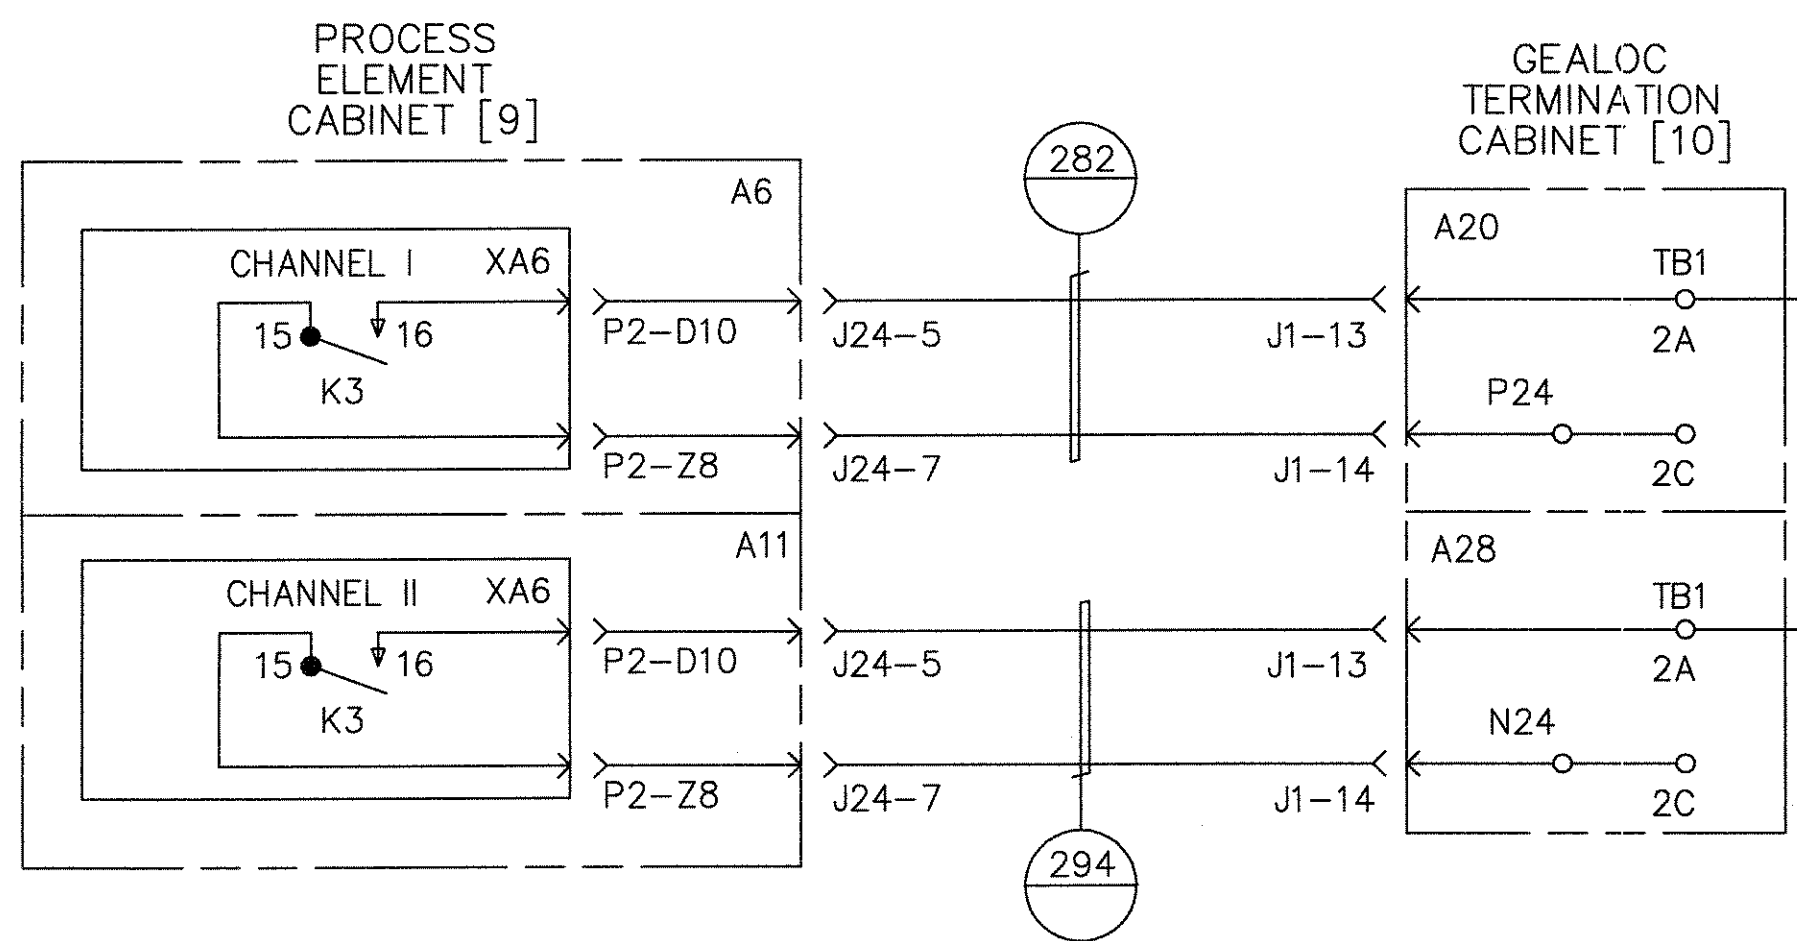 PROCESS
ELEMENT
CABINET [9]
GEALOC
TERMINATION
CABINET [10]
282
A6
A20
CHANNEL I XA6
TB1
15 16
K3
P2-D10
J24-5
J1-13
2A
P24
P2-Z8
J24-7
J1-14
2C
A11
A28
CHANNEL II XA6
TB1
15 16
K3
P2-D10
J24-5
J1-13
2A
N24
P2-Z8
J24-7
J1-14
2C
294